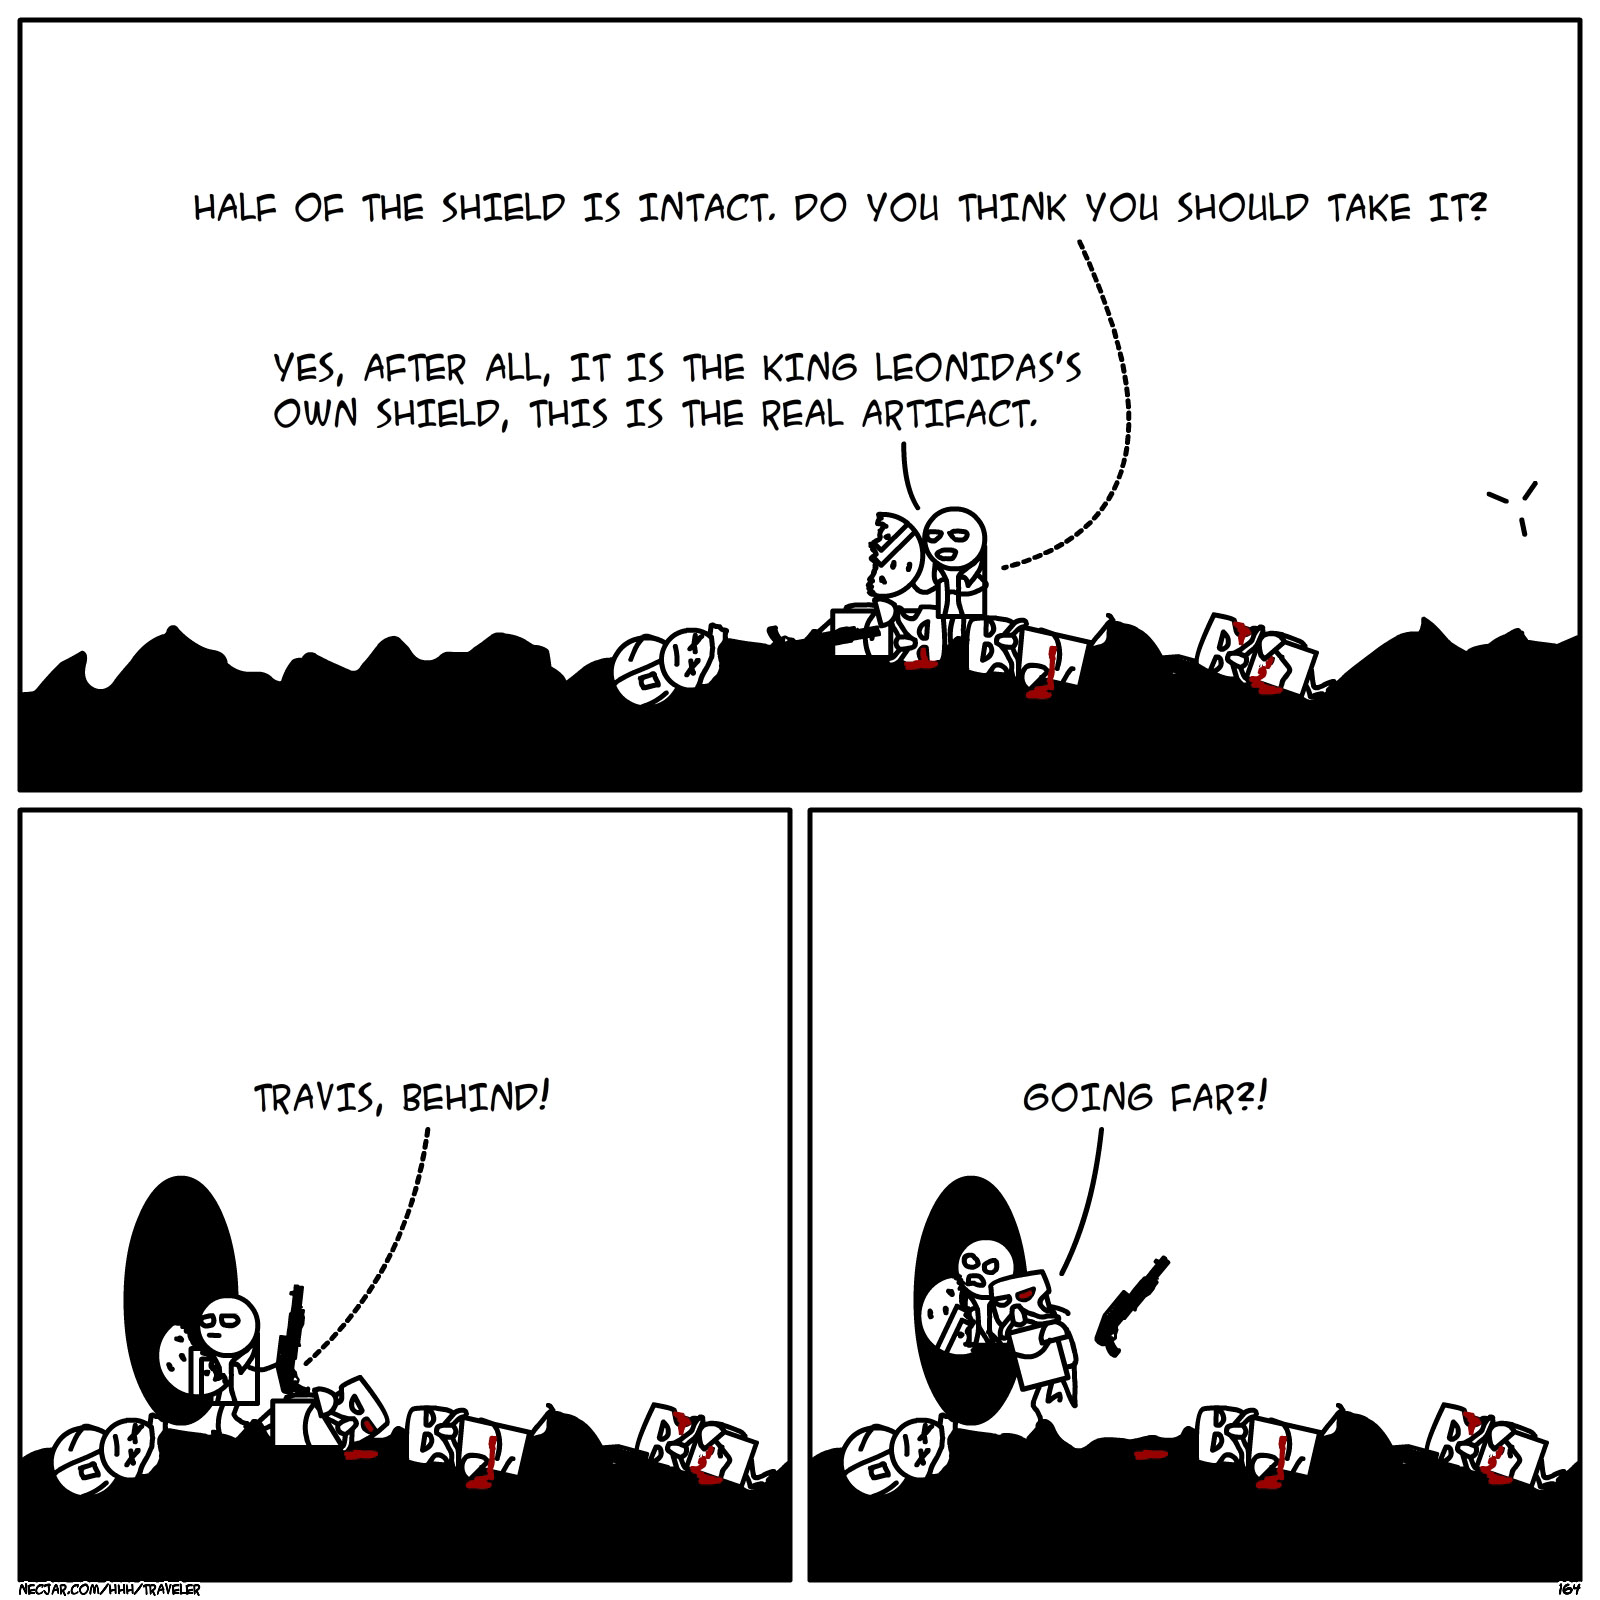 HALF OF THE SHIELD IS INTACT. DO YOU THINK YOU SHOULD TAKE IT?
YES, AFTER ALL, IT IS THE KING LEONIDAS'S
OWN SHIELD, THIS IS THE REAL ARTIFACT.
TRAVIS, BEHIND!
GOING FAR?!
NECJAR.COM/HHH/TRAVELER
164